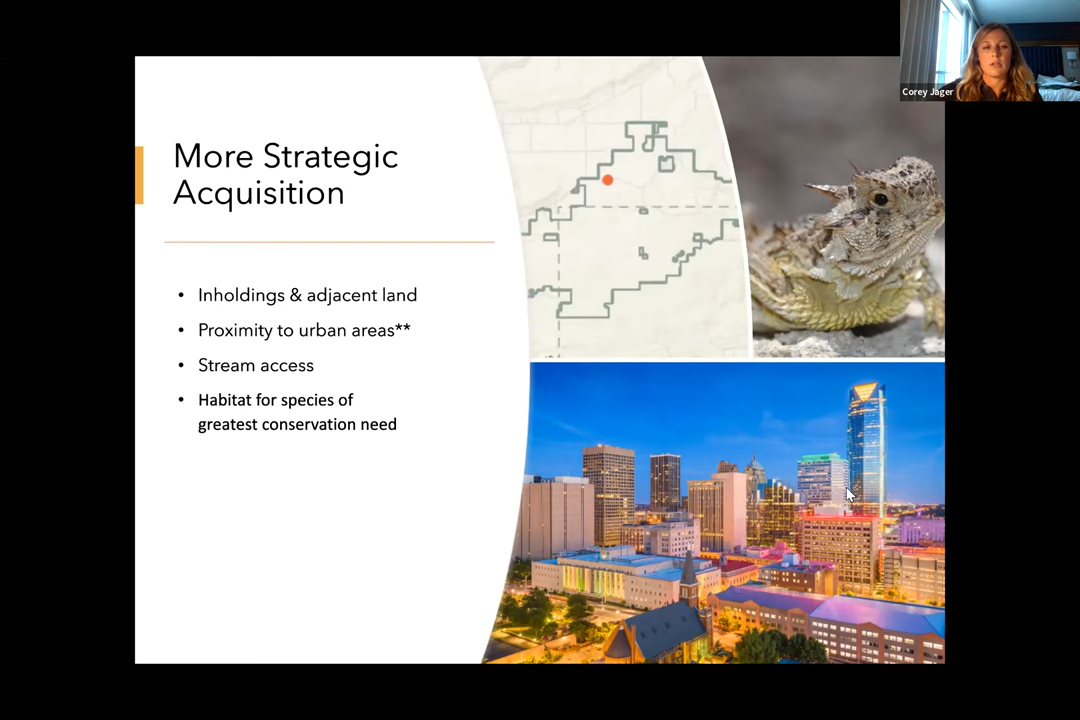 Corey Jager
More Strategic
Acquisition
• Inholdings & adjacent land
• Proximity to urban areas**
• Stream access
• Habitat for species of
greatest conservation need